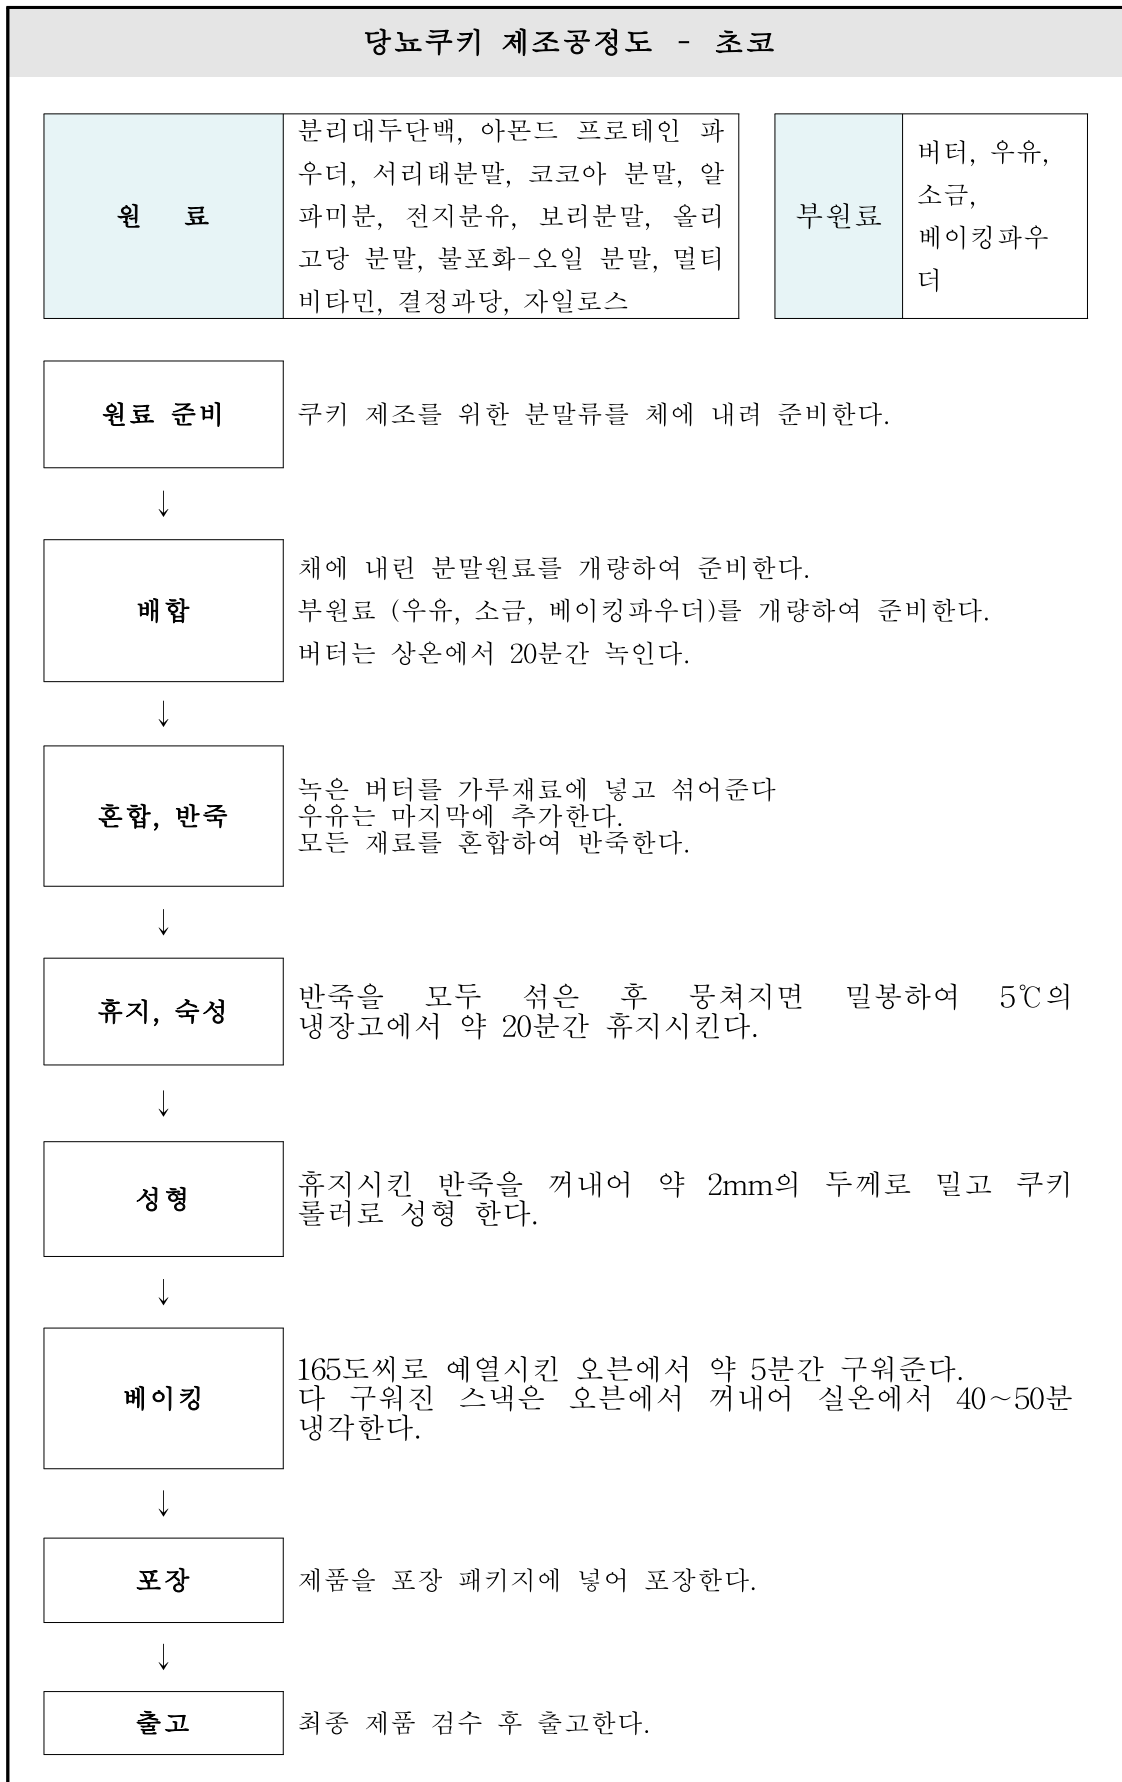 당뇨쿠키 제조공정도 - 초코
원 료
분리대두단백, 아몬드 프로테인 파
우더, 서리태분말, 코코아 분말, 알
파미분, 전지분유, 보리분말, 올리
고당 분말, 불포화-오일 분말, 멀티
비타민, 결정과당, 자일로스
부원료
버터, 우유,
소금,
베이킹파우
더
원료 준비
쿠키 제조를 위한 분말류를 체에 내려 준비한다.
↓
배합
채에 내린 분말원료를 개량하여 준비한다.
부원료 (우유, 소금, 베이킹파우더)를 개량하여 준비한다.
버터는 상온에서 20분간 녹인다.
↓
혼합, 반죽
녹은 버터를 가루재료에 넣고 섞어준다
우유는 마지막에 추가한다.
모든 재료를 혼합하여 반죽한다.
↓
휴지, 숙성
반죽을 모두 섞은 후 뭉쳐지면 밀봉하여 5℃의
냉장고에서 약 20분간 휴지시킨다.
↓
성형
휴지시킨 반죽을 꺼내어 약 2mm의 두께로 밀고 쿠키
롤러로 성형 한다.
↓
베이킹
165도씨로 예열시킨 오븐에서 약 5분간 구워준다.
다 구워진 스낵은 오븐에서 꺼내어 실온에서 40~50분
냉각한다.
↓
포장
제품을 포장 패키지에 넣어 포장한다.
↓
출고
최종 제품 검수 후 출고한다.